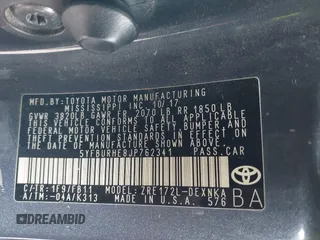 MFD. BY: TOYOTA MOTOR MANUFACTURING
MISSISSIPPI, INC. 10/17
GVWR 3820LB GAWR FR 2070 LB RR 1850 LB
THIS VEHICLE CONFORMS TO ALL APPLICABLE
FEDERAL MOTOR VEHICLE SAFETY, BUMPER, AND
THEFT PREVENTION STANDARDS IN EFFECT ON
THE DATE OF MANUFACTURE SHOWN ABOVE.
5YFBURHE8JP762341 PASS. CAR
C/TR: 1F9/FB11 MODEL: ZRE172L-DEXNKA
A/TM: -04A/K313 MADE IN U.S.A. 576
TOYOTA
BA
DREAMBID